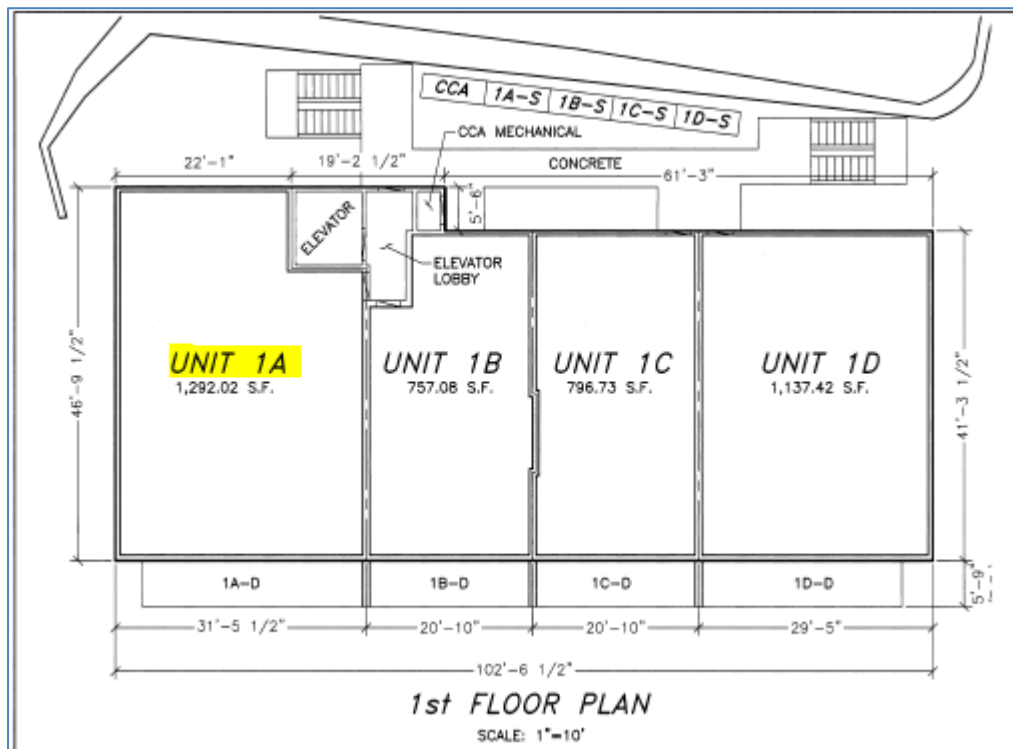 CCA 1A-S 1B-S 1C-S 1D-S
CCA MECHANICAL
CONCRETE
22'-1"
19'-2 1/2"
61'-3"
5'-6"
ELEVATOR
ELEVATOR
LOBBY
46'-9 1/2"
UNIT 1A
1,292.02 S.F.
UNIT 1B
757.08 S.F.
UNIT 1C
796.73 S.F.
UNIT 1D
1,137.42 S.F.
41'-3 1/2"
1A-D
1B-D
1C-D
1D-D
5'-9"
31'-5 1/2"
20'-10"
20'-10"
29'-5"
102'-6 1/2"
1st FLOOR PLAN
SCALE: 1"=10'